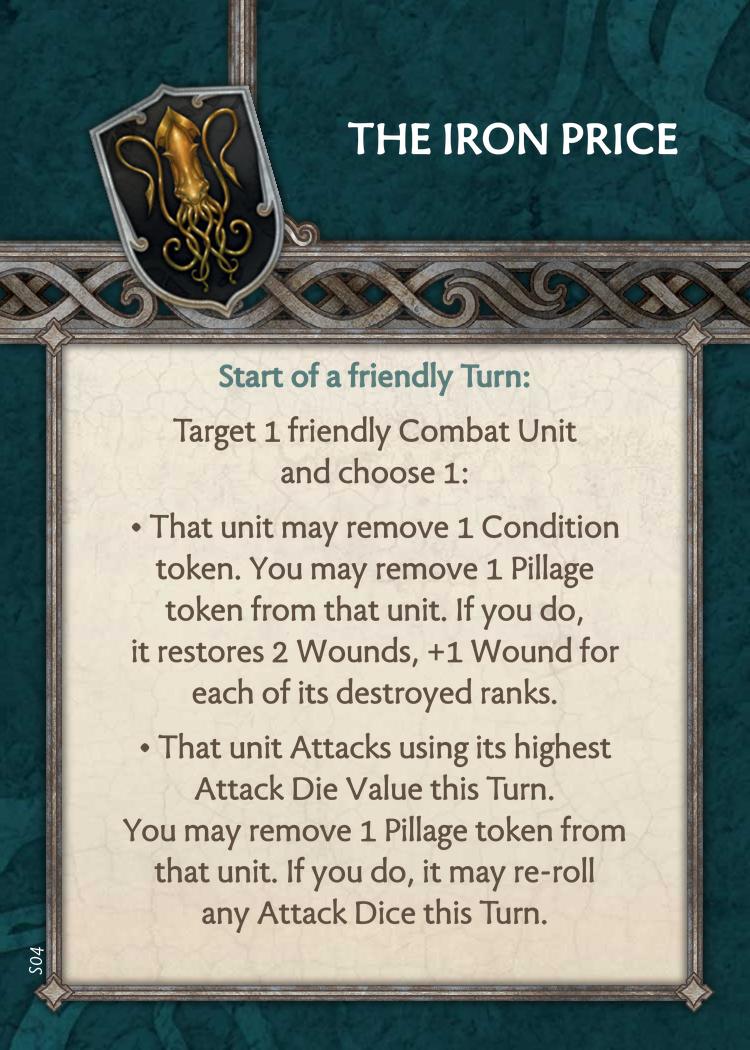 THE IRON PRICE
Start of a friendly Turn:
Target 1 friendly Combat Unit
and choose 1:
• That unit may remove 1 Condition
token. You may remove 1 Pillage
token from that unit. If you do,
it restores 2 Wounds, +1 Wound for
each of its destroyed ranks.
• That unit Attacks using its highest
Attack Die Value this Turn.
You may remove 1 Pillage token from
that unit. If you do, it may re-roll
any Attack Dice this Turn.
S04